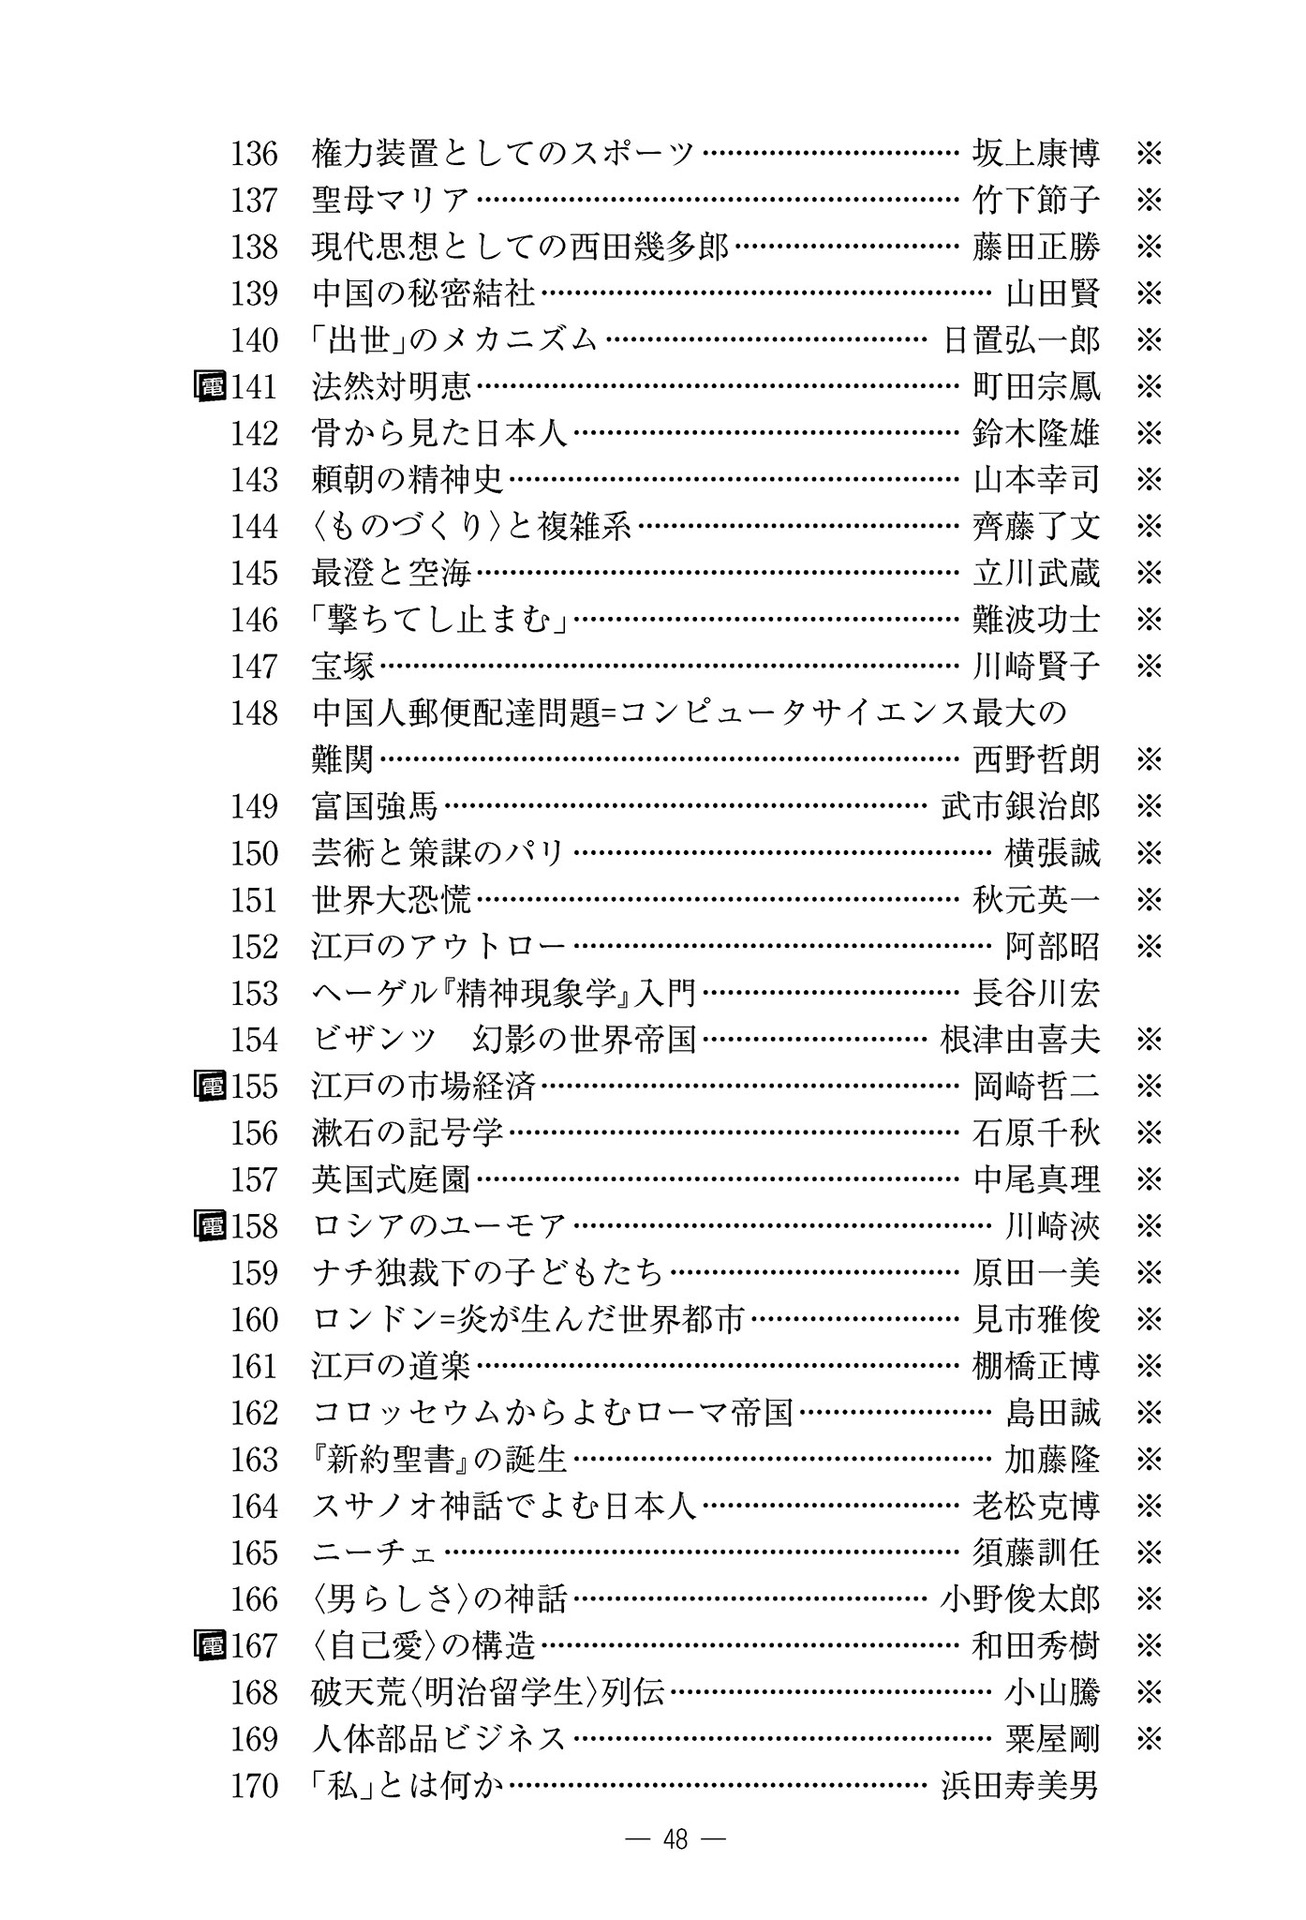 136 権力装置としてのスポーツ…………………………坂上康博 ※
137 聖母マリア…………………………………………………竹下節子 ※
138 現代思想としての西田幾多郎………………………藤田正勝 ※
139 中国の秘密結社……………………………………………山田賢 ※
140 「出世」のメカニズム………………………………日置弘一郎 ※
電141 法然対明恵…………………………………………………町田宗鳳 ※
142 骨から見た日本人………………………………………鈴木隆雄 ※
143 頼朝の精神史……………………………………………山本幸司 ※
144 〈ものづくり〉と複雑系………………………………齊藤了文 ※
145 最澄と空海…………………………………………………立川武蔵 ※
146 「撃ちてし止まむ」………………………………………難波功士 ※
147 宝塚…………………………………………………………川崎賢子 ※
148 中国人郵便配達問題=コンピュータサイエンス最大の
難関…………………………………………………………西野哲朗 ※
149 富国強馬…………………………………………………武市銀治郎 ※
150 芸術と策謀のパリ…………………………………………横張誠 ※
151 世界大恐慌…………………………………………………秋元英一 ※
152 江戸のアウトロー…………………………………………阿部昭 ※
153 ヘーゲル『精神現象学』入門…………………………長谷川宏
154 ビザンツ 幻影の世界帝国………………………根津由喜夫 ※
電155 江戸の市場経済…………………………………………岡崎哲二 ※
156 漱石の記号学……………………………………………石原千秋 ※
157 英国式庭園…………………………………………………中尾真理 ※
電158 ロシアのユーモア…………………………………………川崎浹 ※
159 ナチ独裁下の子どもたち……………………………原田一美 ※
160 ロンドン=炎が生んだ世界都市……………………見市雅俊 ※
161 江戸の道楽…………………………………………………棚橋正博 ※
162 コロッセウムからよむローマ帝国…………………島田誠 ※
163 『新約聖書』の誕生………………………………………加藤隆 ※
164 スサノオ神話でよむ日本人…………………………老松克博 ※
165 ニーチェ……………………………………………………須藤訓任 ※
166 〈男らしさ〉の神話…………………………………小野俊太郎 ※
電167 〈自己愛〉の構造…………………………………………和田秀樹 ※
168 破天荒〈明治留学生〉列伝………………………………小山騰 ※
169 人体部品ビジネス…………………………………………粟屋剛 ※
170 「私」とは何か…………………………………………浜田寿美男
— 48 —